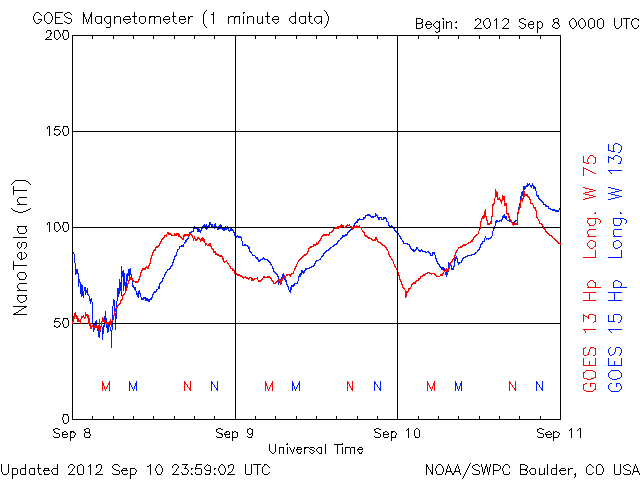 GOES Magnetometer (1 minute data)
Begin: 2012 Sep 8 0000 UTC
200
150
100
50
0
NanoTesla (nT)
M M N N M M N N M M N N
Sep 8 Sep 9 Sep 10 Sep 11
Universal Time
GOES 13 Hp Long. W 75
GOES 15 Hp Long. W 135
Updated 2012 Sep 10 23:59:02 UTC
NOAA/SWPC Boulder, CO USA